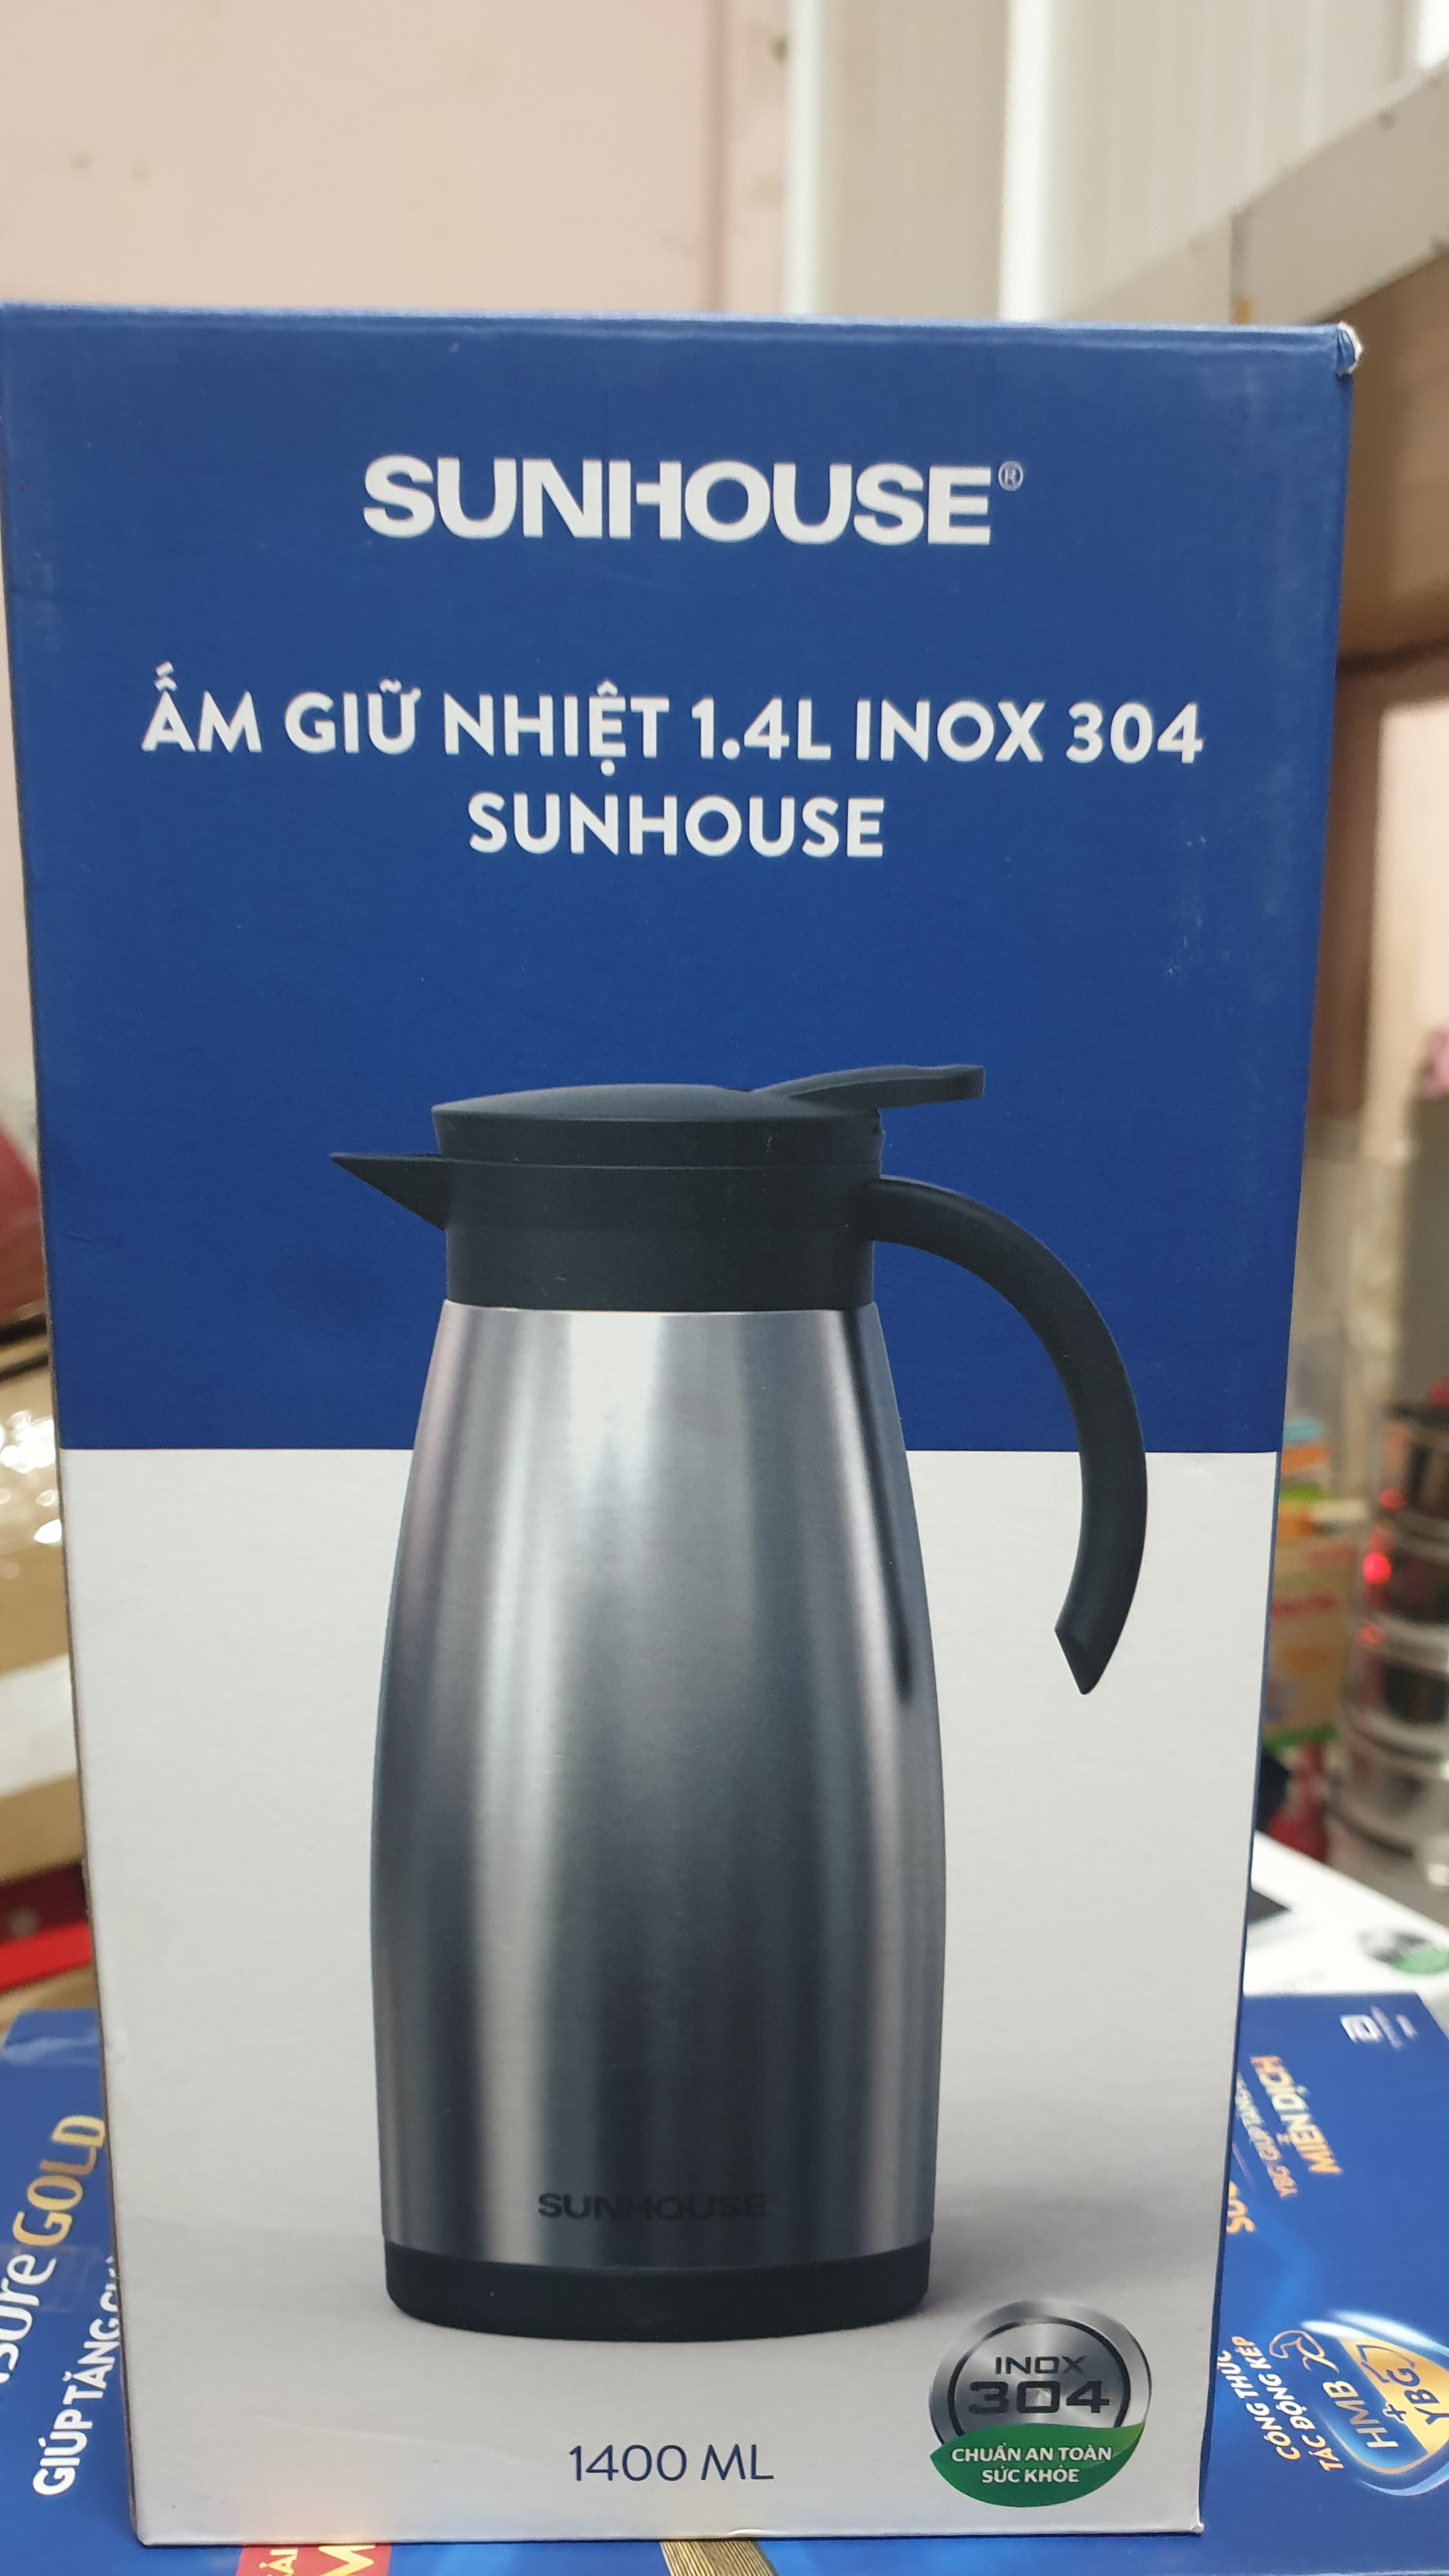 SUNHOUSE®
ẤM GIỮ NHIỆT 1.4L INOX 304
SUNHOUSE
SUNHOUSE
INOX
304
CHUẨN AN TOÀN
SỨC KHỎE
1400 ML
GOLD
GIÚP TĂNG
MIỄN DỊCH
CÔNG THỨC
TÁC ĐỘNG KÉP
HMB
+
YBG